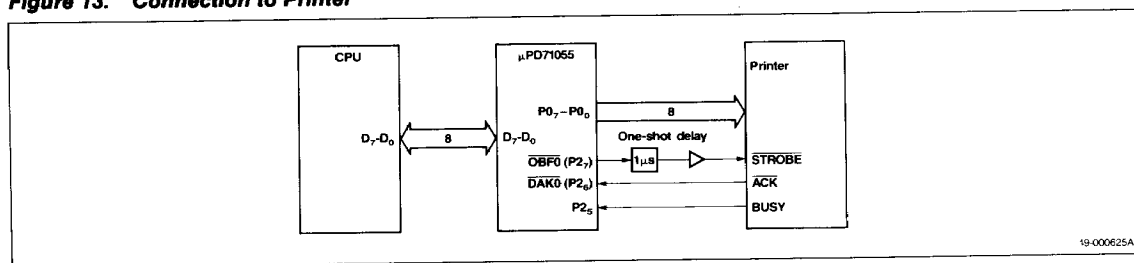 Figure 13. Connection to Printer
CPU
D₇-D₀
8
μPD71055
P0₇-P0₀
D₇-D₀
OBF0 (P2₇)
DAK0 (P2₆)
P2₅
8
One-shot delay
1μs
Printer
STROBE
ACK
BUSY
49-000625A